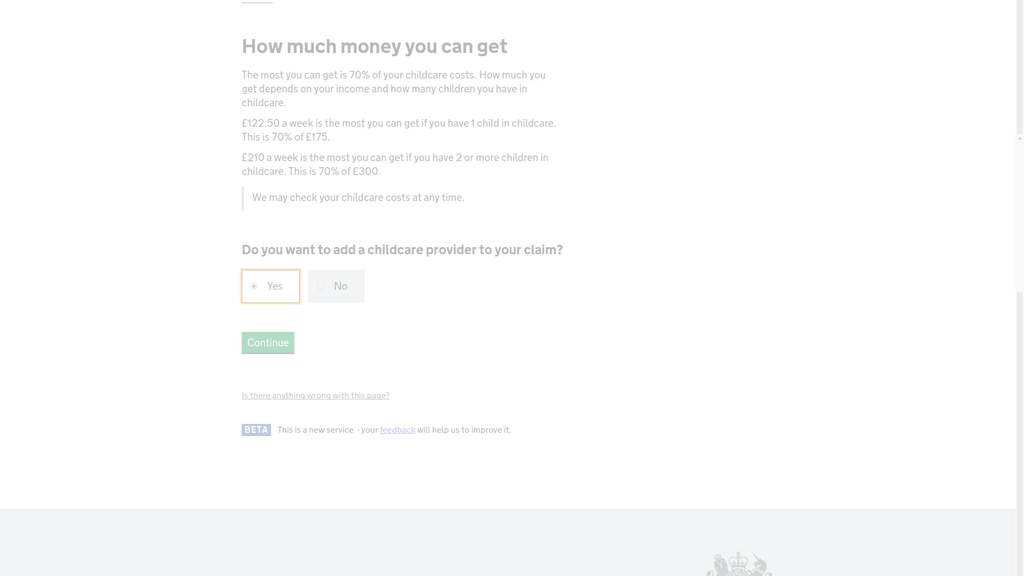 How much money you can get
The most you can get is 70% of your childcare costs. How much you
get depends on your income and how many children you have in
childcare.
£122.50 a week is the most you can get if you have 1 child in childcare.
This is 70% of £175.
£210 a week is the most you can get if you have 2 or more children in
childcare. This is 70% of £300.
We may check your childcare costs at any time.
Do you want to add a childcare provider to your claim?
Yes
No
Continue
Is there anything wrong with this page?
BETA This is a new service - your feedback will help us to improve it.